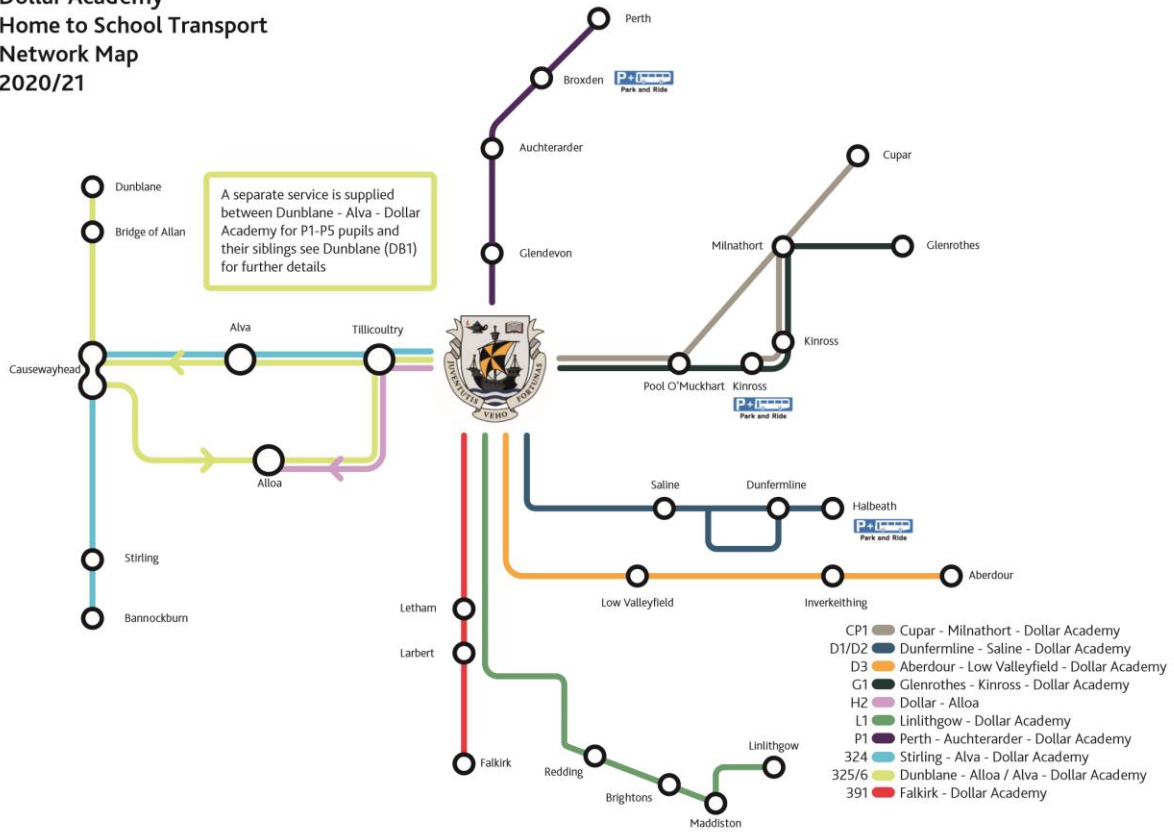 Dollar Academy
Home to School Transport
Network Map
2020/21
Perth
Broxden
P+
Park and Ride
Auchterarder
Glendevon
Cupar
Milnathort
Glenrothes
Kinross
Pool O'Muckhart
Kinross
P+
Park and Ride
Dunblane
Bridge of Allan
A separate service is supplied
between Dunblane - Alva - Dollar
Academy for P1-P5 pupils and
their siblings see Dunblane (DB1)
for further details
Alva
Tillicoultry
Causewayhead
Alloa
Stirling
Bannockburn
JUVENTUTIS VEHO FORTUNAS
Saline
Dunfermline
Halbeath
P+
Park and Ride
Low Valleyfield
Inverkeithing
Aberdour
Letham
Larbert
Falkirk
Redding
Brightons
Maddiston
Linlithgow
CP1 Cupar - Milnathort - Dollar Academy
D1/D2 Dunfermline - Saline - Dollar Academy
D3 Aberdour - Low Valleyfield - Dollar Academy
G1 Glenrothes - Kinross - Dollar Academy
H2 Dollar - Alloa
L1 Linlithgow - Dollar Academy
P1 Perth - Auchterarder - Dollar Academy
324 Stirling - Alva - Dollar Academy
325/6 Dunblane - Alloa / Alva - Dollar Academy
391 Falkirk - Dollar Academy